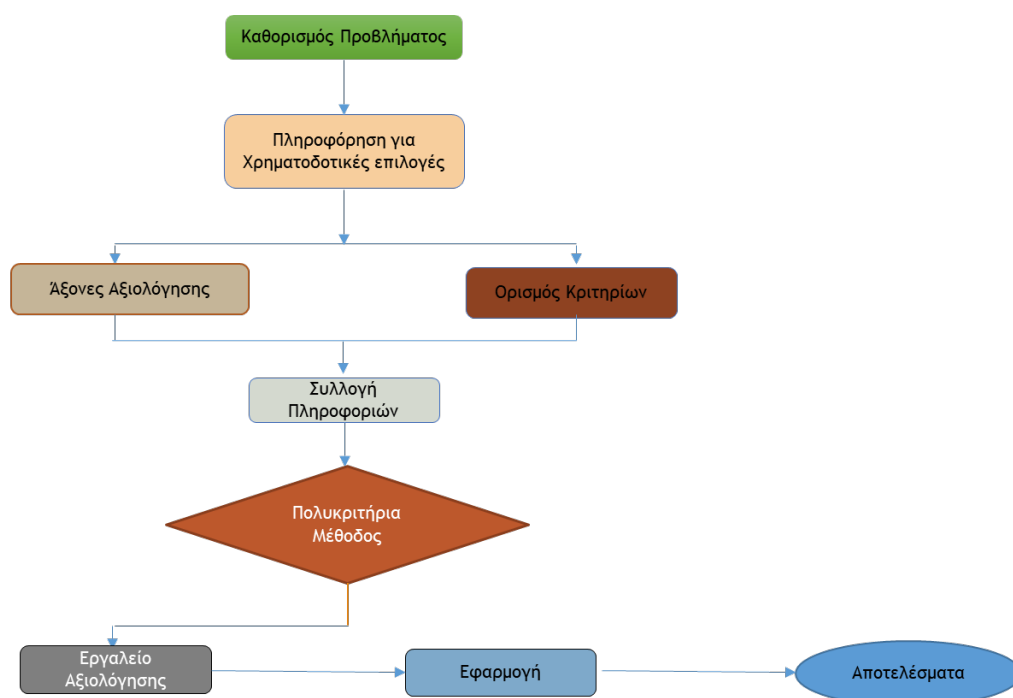 Καθορισμός Προβλήματος
Πληροφόρηση για
Χρηματοδοτικές επιλογές
Άξονες Αξιολόγησης
Ορισμός Κριτηρίων
Συλλογή
Πληροφοριών
Πολυκριτήρια
Μέθοδος
Εργαλείο
Αξιολόγησης
Εφαρμογή
Αποτελέσματα